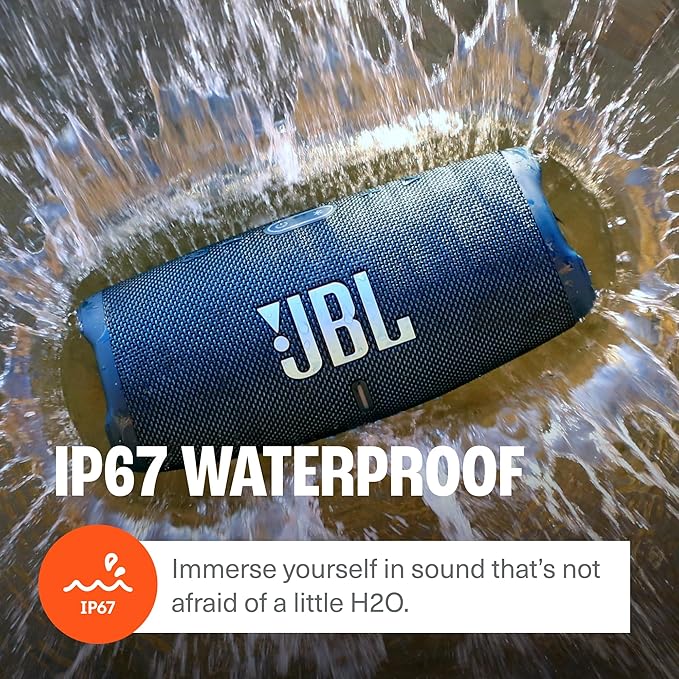 JBL
IP67 WATERPROOF
IP67
Immerse yourself in sound that's not
afraid of a little H2O.